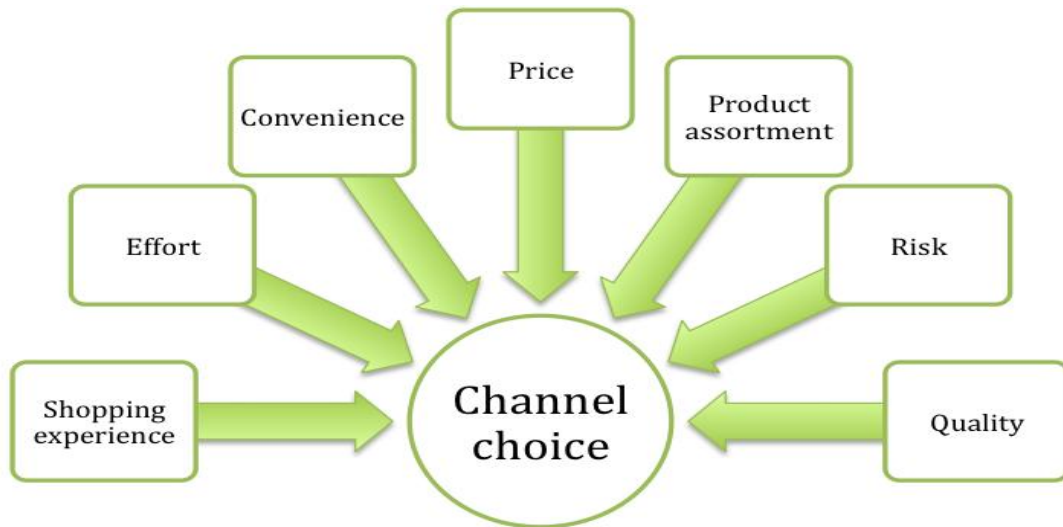 Price
Convenience
Product
assortment
Effort
Risk
Shopping
experience
Channel
choice
Quality